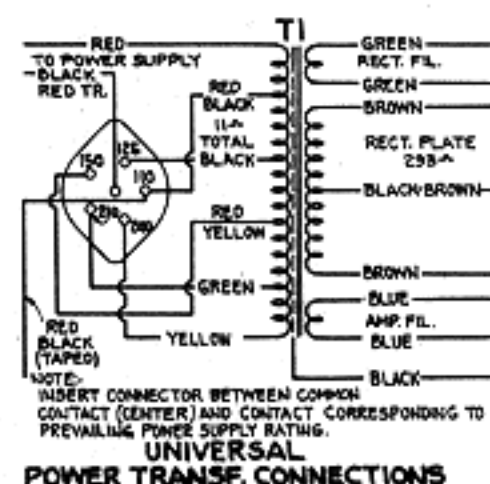 T1
RED
GREEN
TO POWER SUPPLY
RECT. FIL.
BLACK
RED TR.
RED
BLACK
GREEN
BROWN
11~
TOTAL
BLACK
125
150
110
RECT. PLATE
293~
BLACK-BROWN
RED
YELLOW
210
GREEN
BROWN
BLUE
RED
BLACK
(TAPED)
YELLOW
AMP. FIL.
BLUE
BLACK
NOTE:-
INSERT CONNECTOR BETWEEN COMMON
CONTACT (CENTER) AND CONTACT CORRESPONDING TO
PREVAILING POWER SUPPLY RATING.
UNIVERSAL
POWER TRANSF. CONNECTIONS